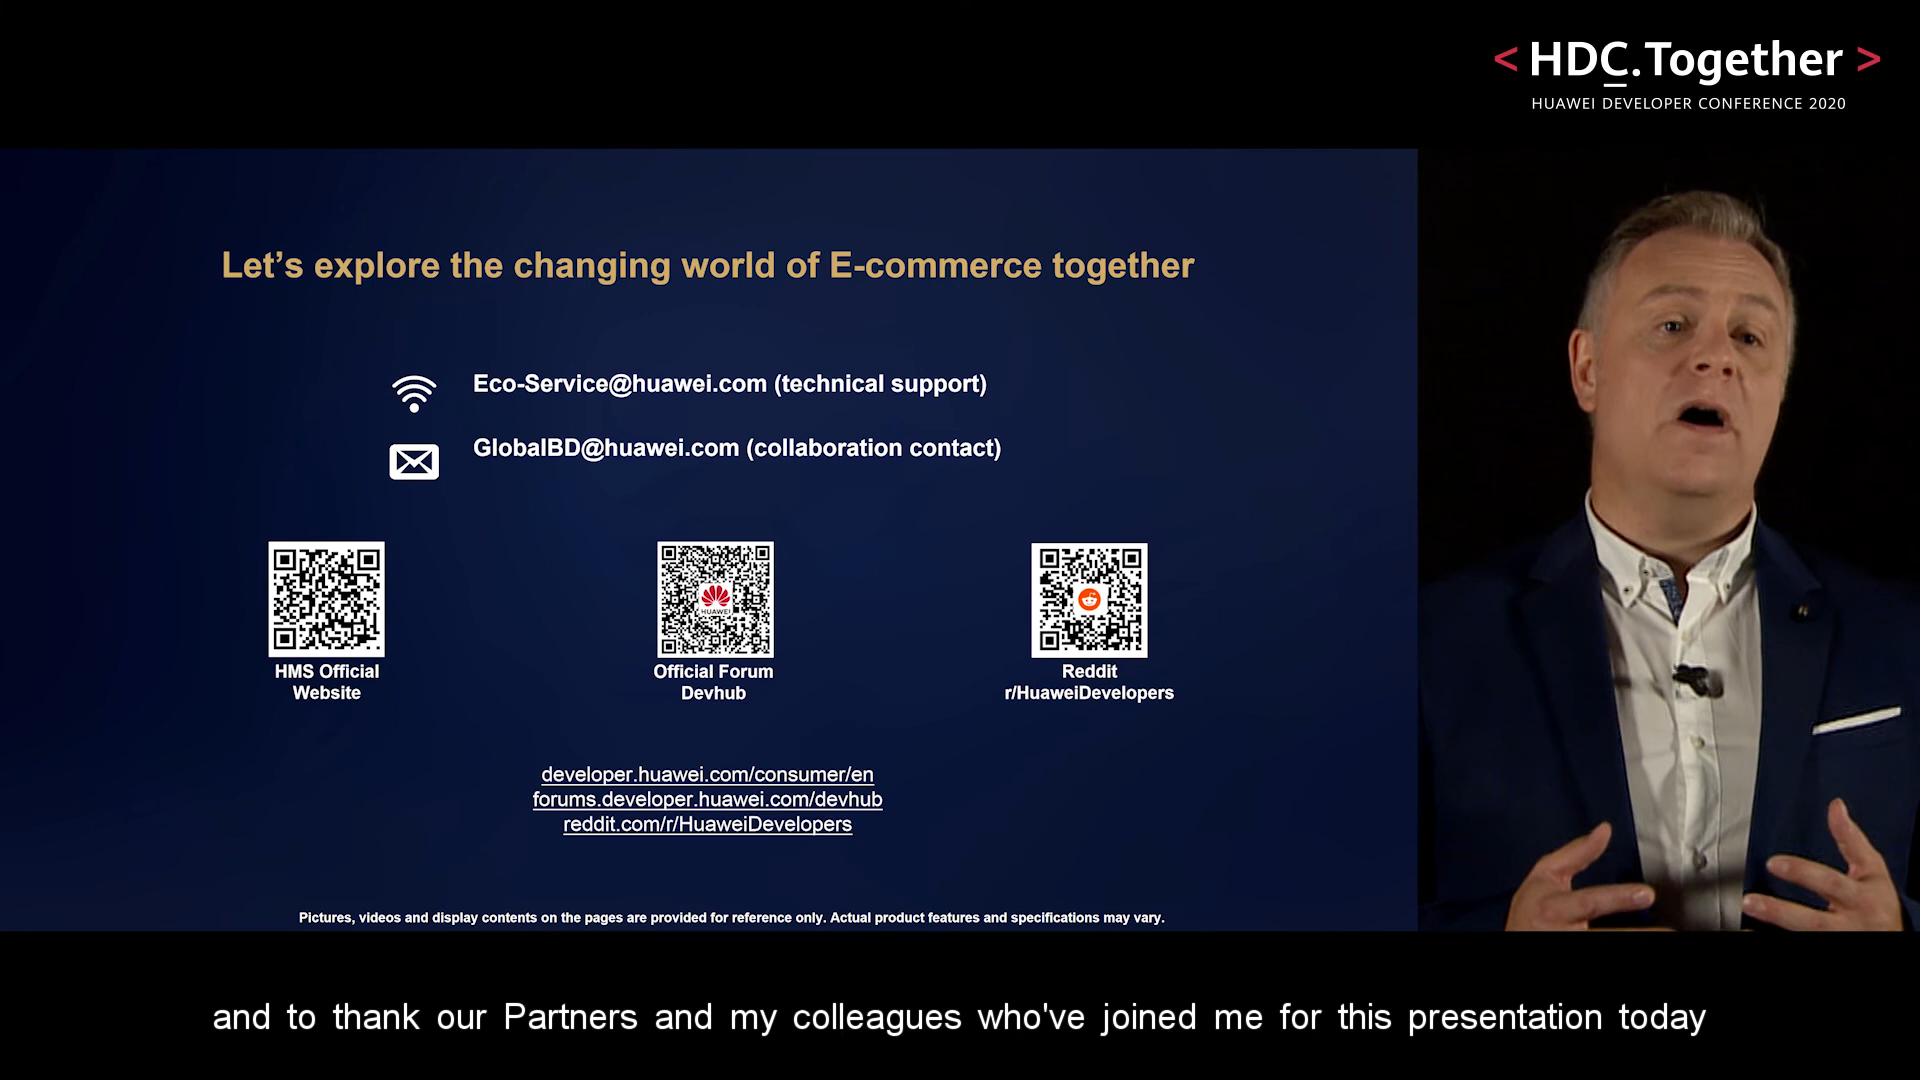 < HDC.Together >
HUAWEI DEVELOPER CONFERENCE 2020
Let’s explore the changing world of E-commerce together
Eco-Service@huawei.com (technical support)
GlobalBD@huawei.com (collaboration contact)
HUAWEI
HMS Official
Website
Official Forum
Devhub
Reddit
r/HuaweiDevelopers
developer.huawei.com/consumer/en
forums.developer.huawei.com/devhub
reddit.com/r/HuaweiDevelopers
Pictures, videos and display contents on the pages are provided for reference only. Actual product features and specifications may vary.
and to thank our Partners and my colleagues who've joined me for this presentation today